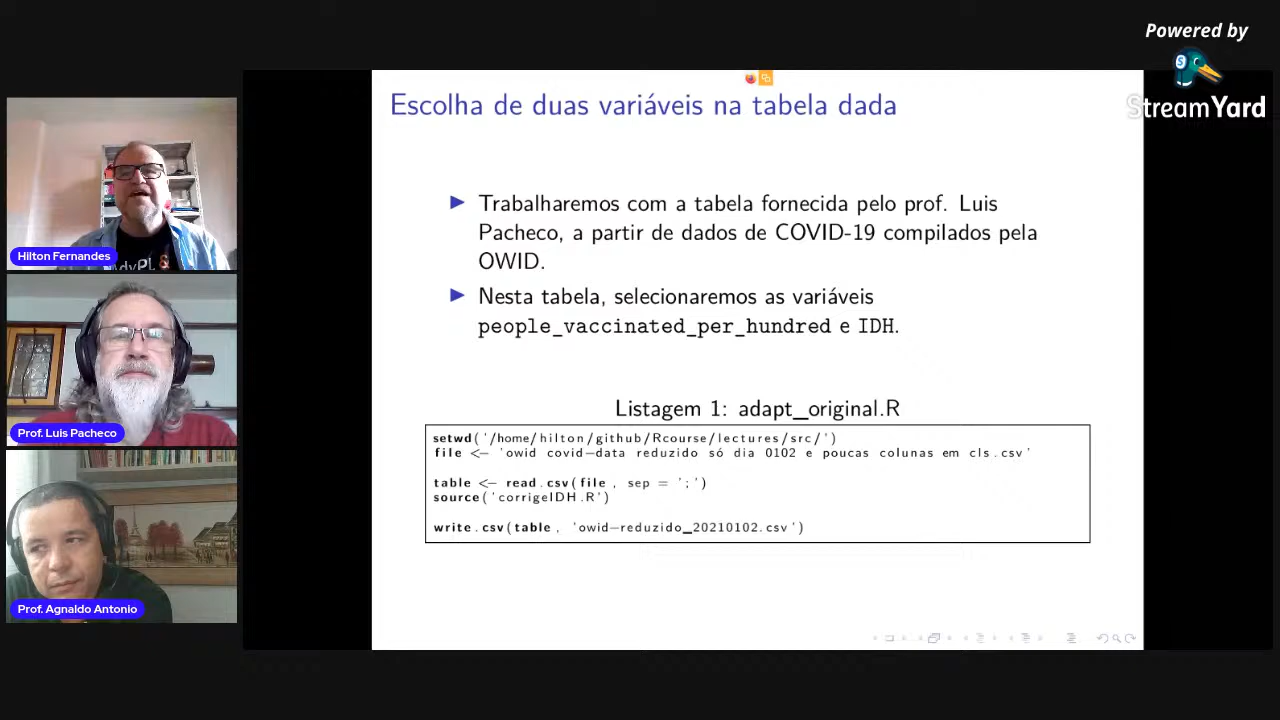 Powered by
StreamYard
Escolha de duas variáveis na tabela dada
Trabalharemos com a tabela fornecida pelo prof. Luis
Pacheco, a partir de dados de COVID-19 compilados pela
OWID.
Nesta tabela, selecionaremos as variáveis
people_vaccinated_per_hundred e IDH.
Listagem 1: adapt_original.R
setwd('/home/hilton/github/Rcourse/lectures/src/')
file <- 'owid covid-data reduzido só dia 0102 e poucas colunas em cls.csv'
table <- read.csv(file, sep = ';')
source('corrigeIDH.R')
write.csv(table, 'owid-reduzido_20210102.csv')
Hilton Fernandes
Prof. Luis Pacheco
Prof. Agnaldo Antonio